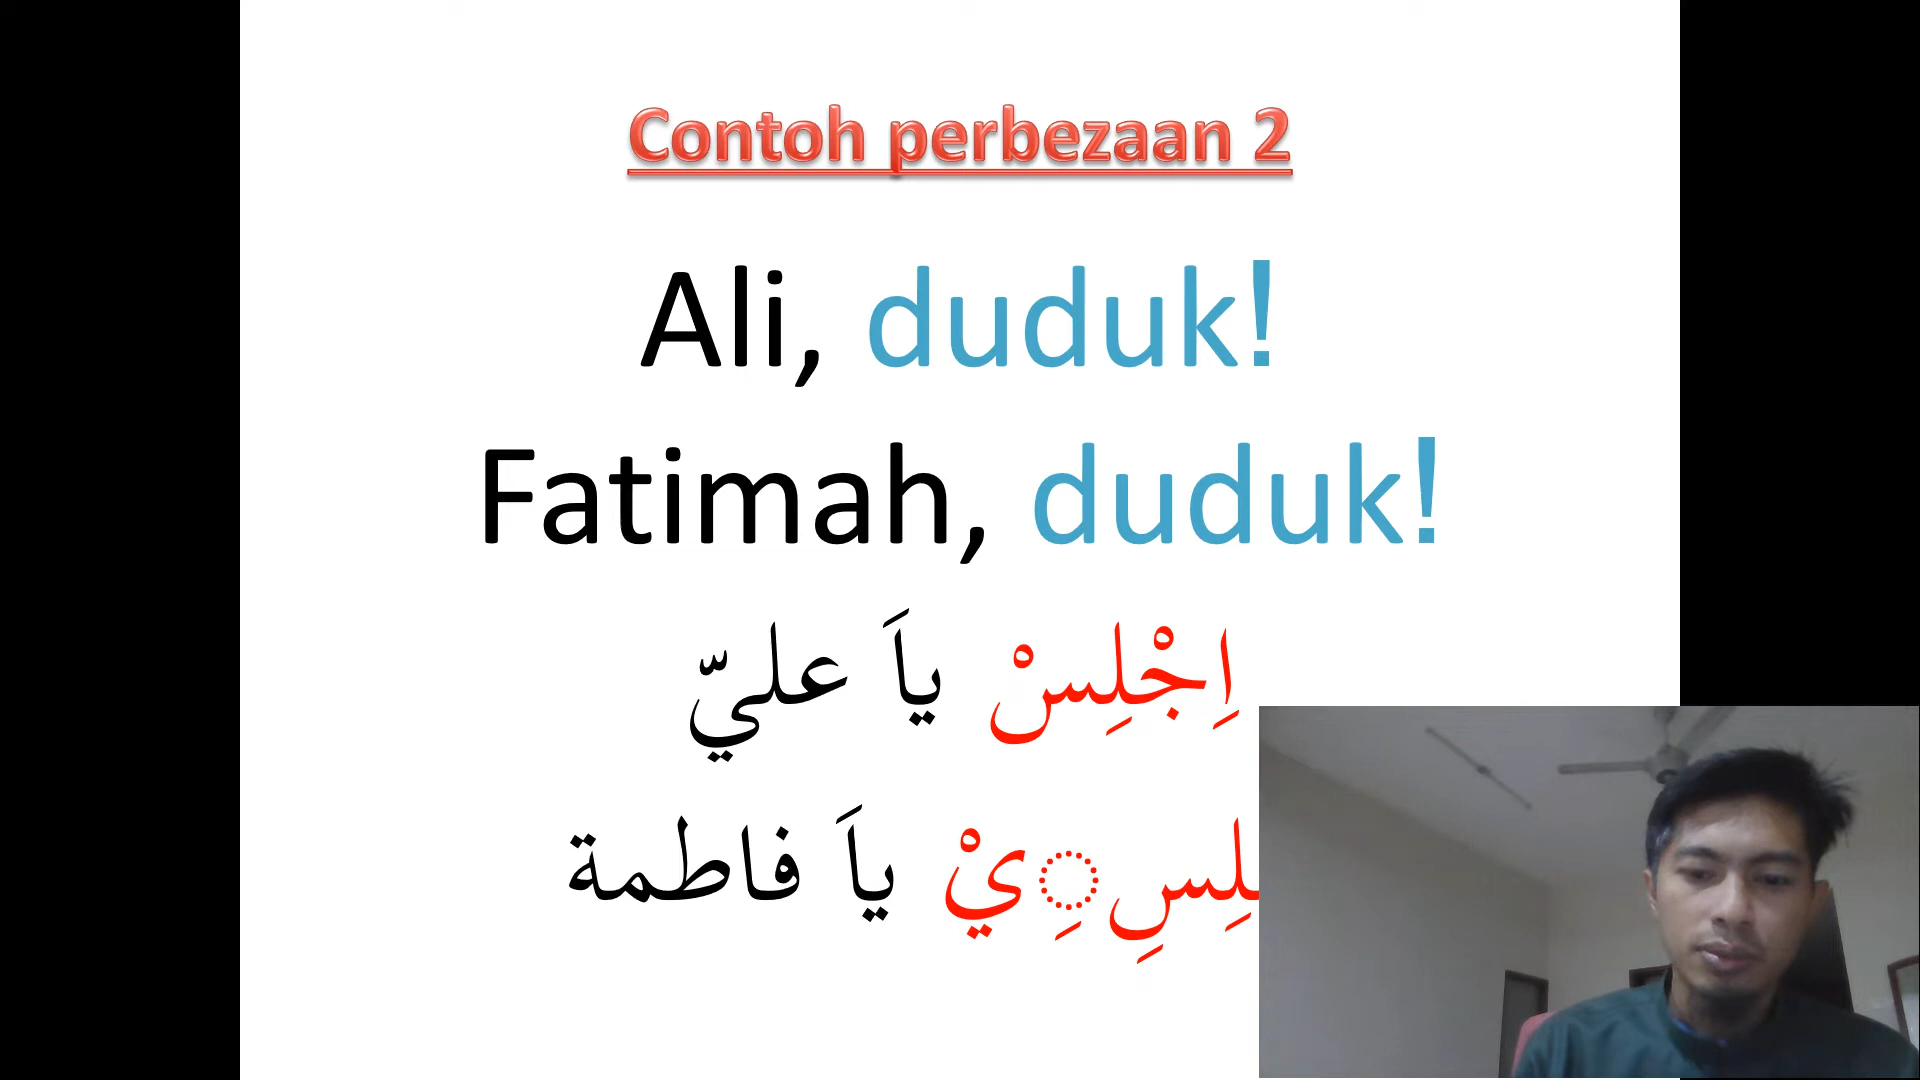 Contoh perbezaan 2
Ali, duduk!
Fatimah, duduk!
اِجْلِسْ ياَ عليّ
ياَ فاطمة